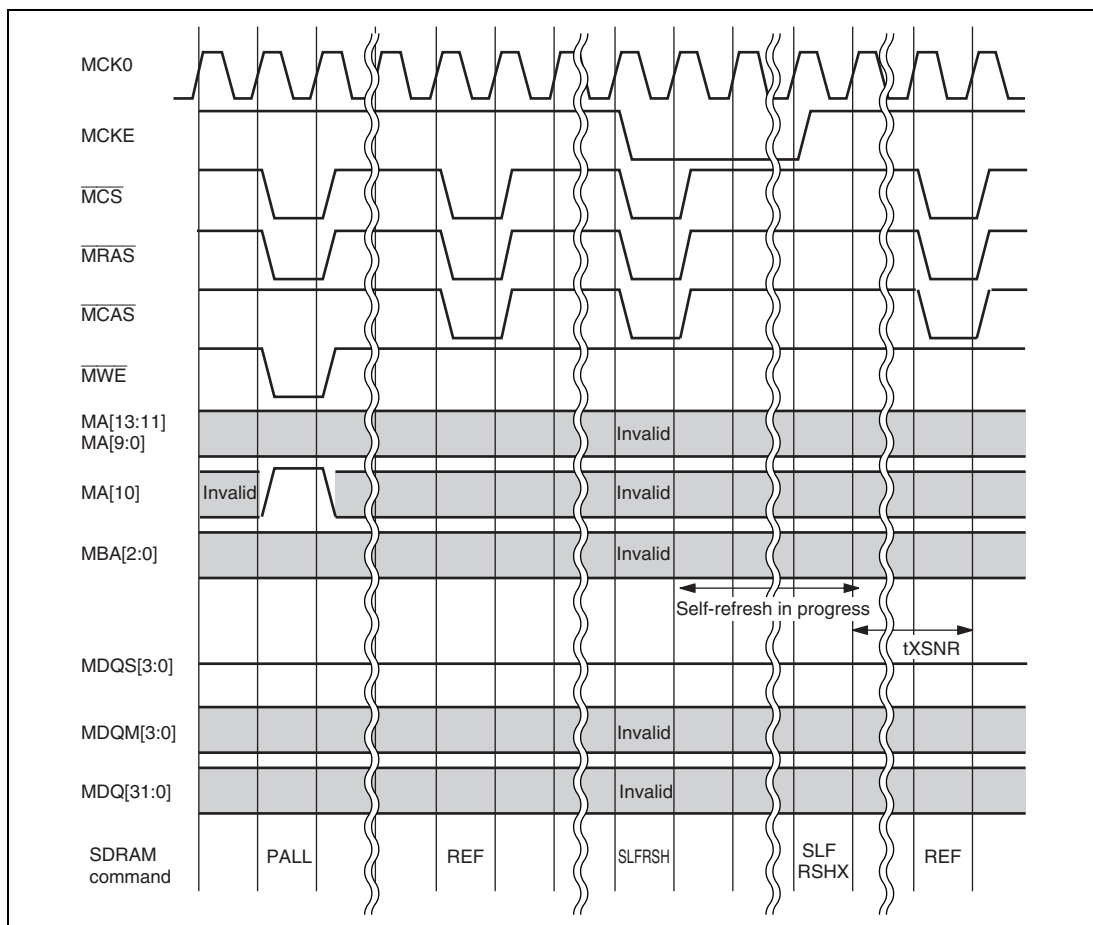 MCK0
MCKE
MCS
MRAS
MCAS
MWE
MA[13:11]
MA[9:0]
Invalid
MA[10]
Invalid
Invalid
MBA[2:0]
Invalid
Self-refresh in progress
tXSNR
MDQS[3:0]
MDQM[3:0]
Invalid
MDQ[31:0]
Invalid
SDRAM
command
PALL
REF
SLFRSH
SLF
RSHX
REF